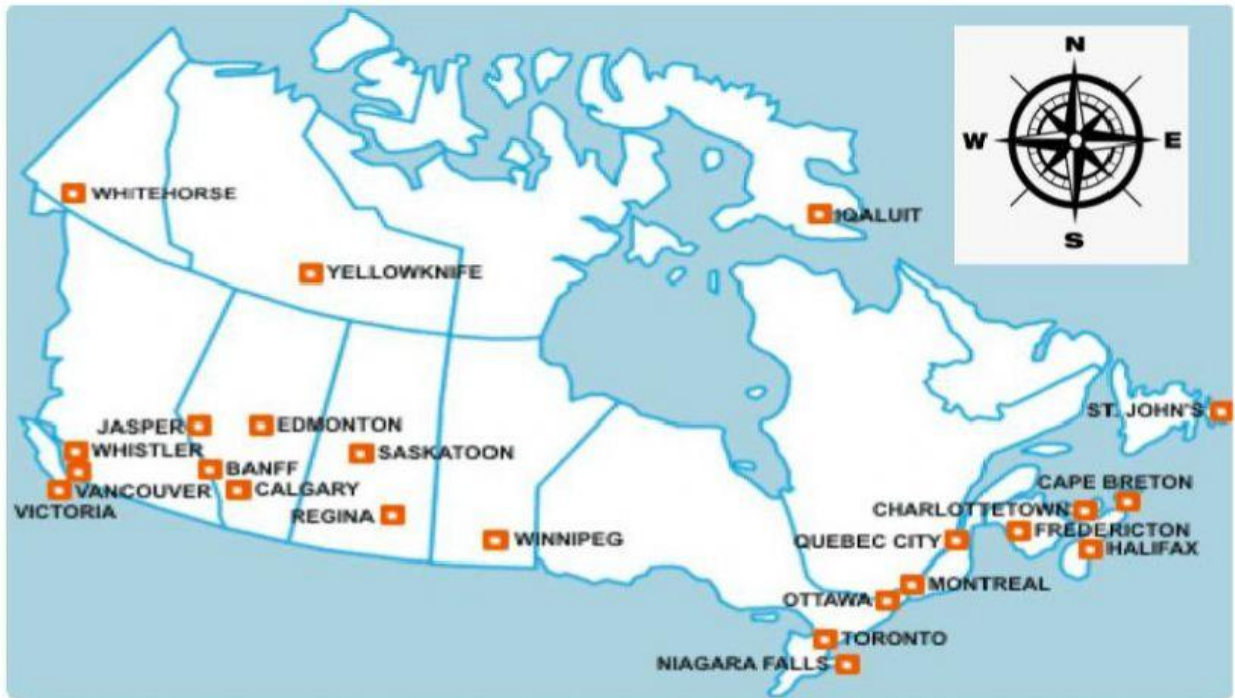 N
W
E
S
WHITEHORSE
IQALUIT
YELLOWKNIFE
JASPER
EDMONTON
ST. JOHN'S
WHISTLER
SASKATOON
BANFF
VANCOUVER
CALGARY
VICTORIA
REGINA
CAPE BRETON
CHARLOTTETOWN
FREDERICTON
WINNIPEG
QUEBEC CITY
HALIFAX
MONTREAL
OTTAWA
TORONTO
NIAGARA FALLS